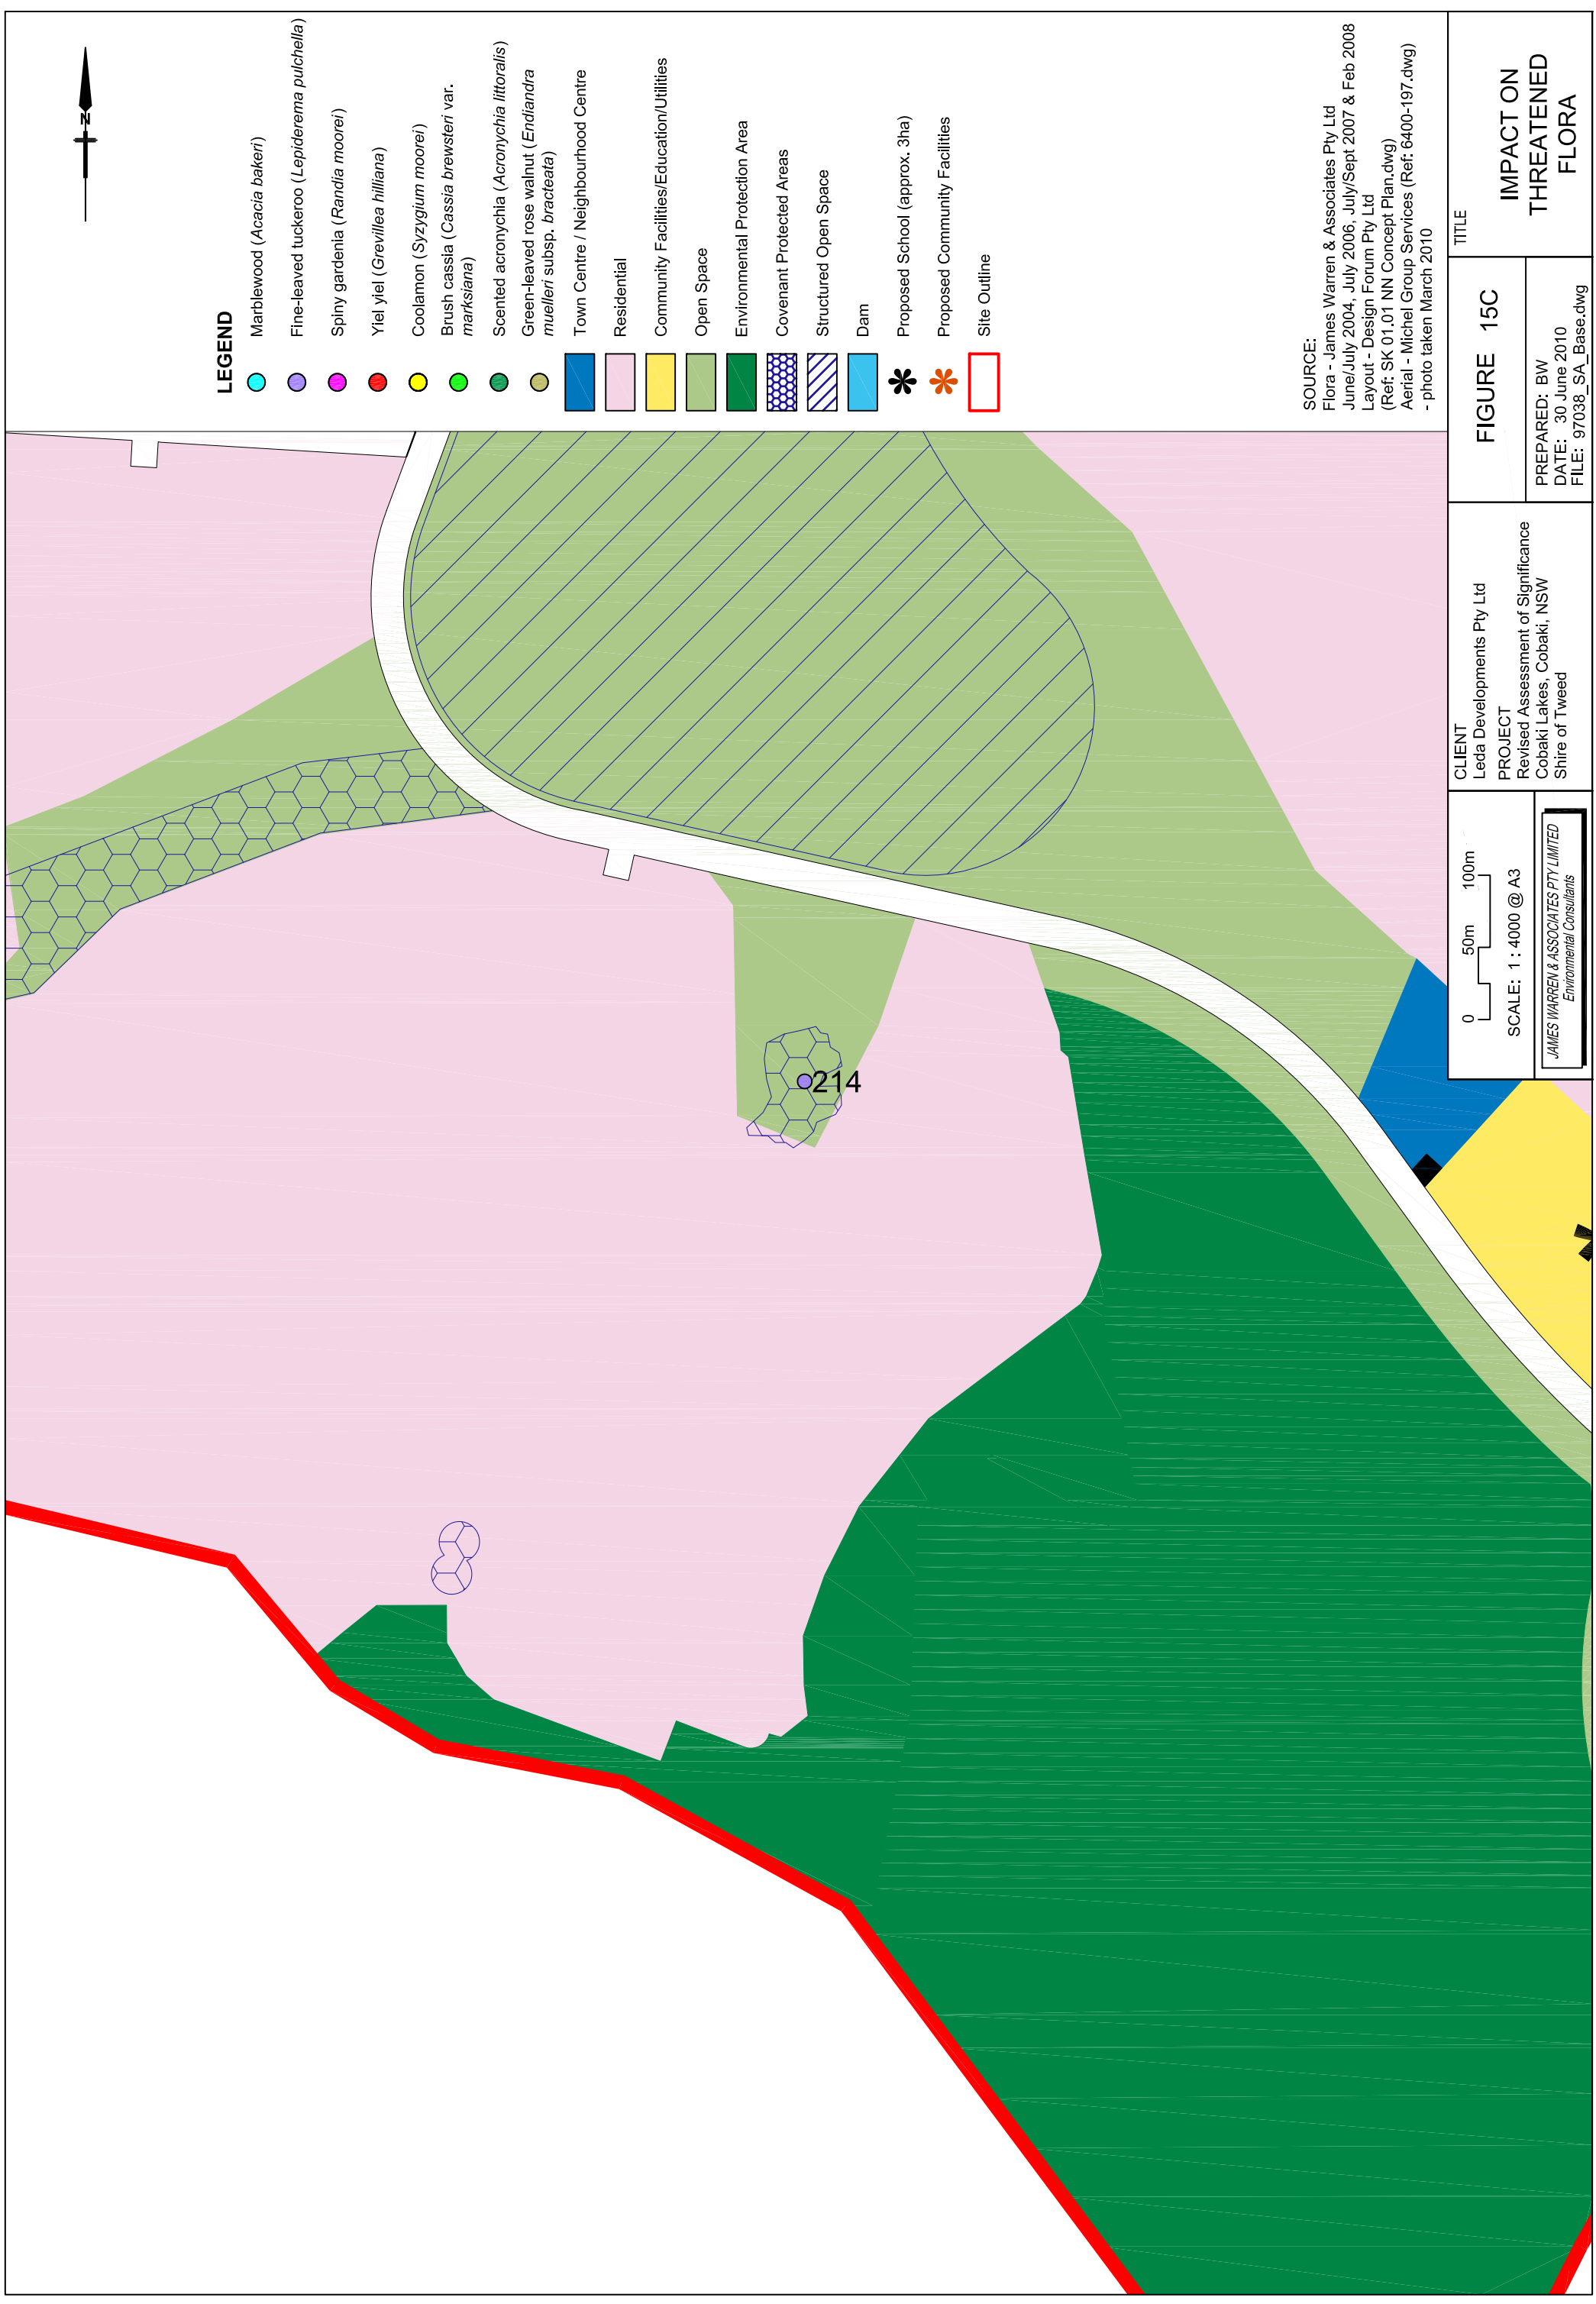 N
LEGEND
Marblewood (Acacia bakeri)
Fine-leaved tuckeroo (Lepiderema pulchella)
Spiny gardenia (Randia moorei)
Yiel yiel (Grevillea hilliana)
Coolamon (Syzygium moorei)
Brush cassia (Cassia brewsteri var.
marksiana)
Scented acronychia (Acronychia littoralis)
Green-leaved rose walnut (Endiandra
muelleri subsp. bracteata)
Town Centre / Neighbourhood Centre
Residential
Community Facilities/Education/Utilities
Open Space
Environmental Protection Area
Covenant Protected Areas
Structured Open Space
Dam
Proposed School (approx. 3ha)
Proposed Community Facilities
Site Outline
SOURCE:
Flora - James Warren & Associates Pty Ltd
June/July 2004, July 2006, July/Sept 2007 & Feb 2008
Layout - Design Forum Pty Ltd
(Ref: SK 01.01 NN Concept Plan.dwg)
Aerial - Michel Group Services (Ref: 6400-197.dwg)
- photo taken March 2010
214
0 50m 100m
SCALE: 1 : 4000 @ A3
JAMES WARREN & ASSOCIATES PTY LIMITED
Environmental Consultants
CLIENT
Leda Developments Pty Ltd
PROJECT
Revised Assessment of Significance
Cobaki Lakes, Cobaki, NSW
Shire of Tweed
FIGURE 15C
PREPARED: BW
DATE: 30 June 2010
FILE: 97038_SA_Base.dwg
TITLE
IMPACT ON
THREATENED
FLORA